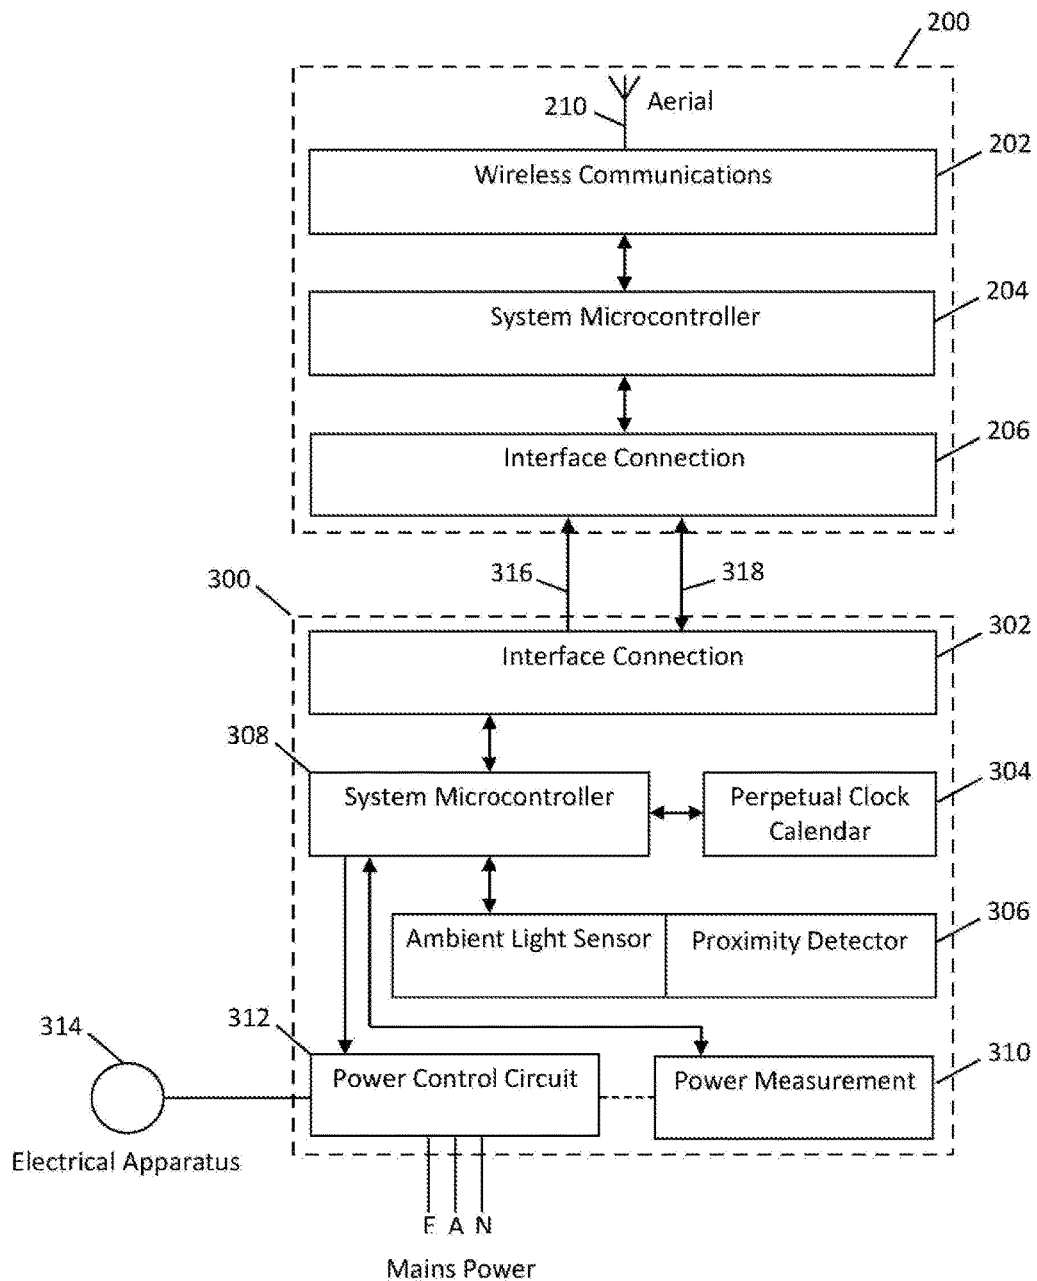 200
210
Aerial
202
Wireless Communications
204
System Microcontroller
206
Interface Connection
316
318
300
302
Interface Connection
308
304
System Microcontroller
Perpetual Clock
Calendar
306
Ambient Light Sensor
Proximity Detector
314
312
310
Power Control Circuit
Power Measurement
Electrical Apparatus
E A N
Mains Power